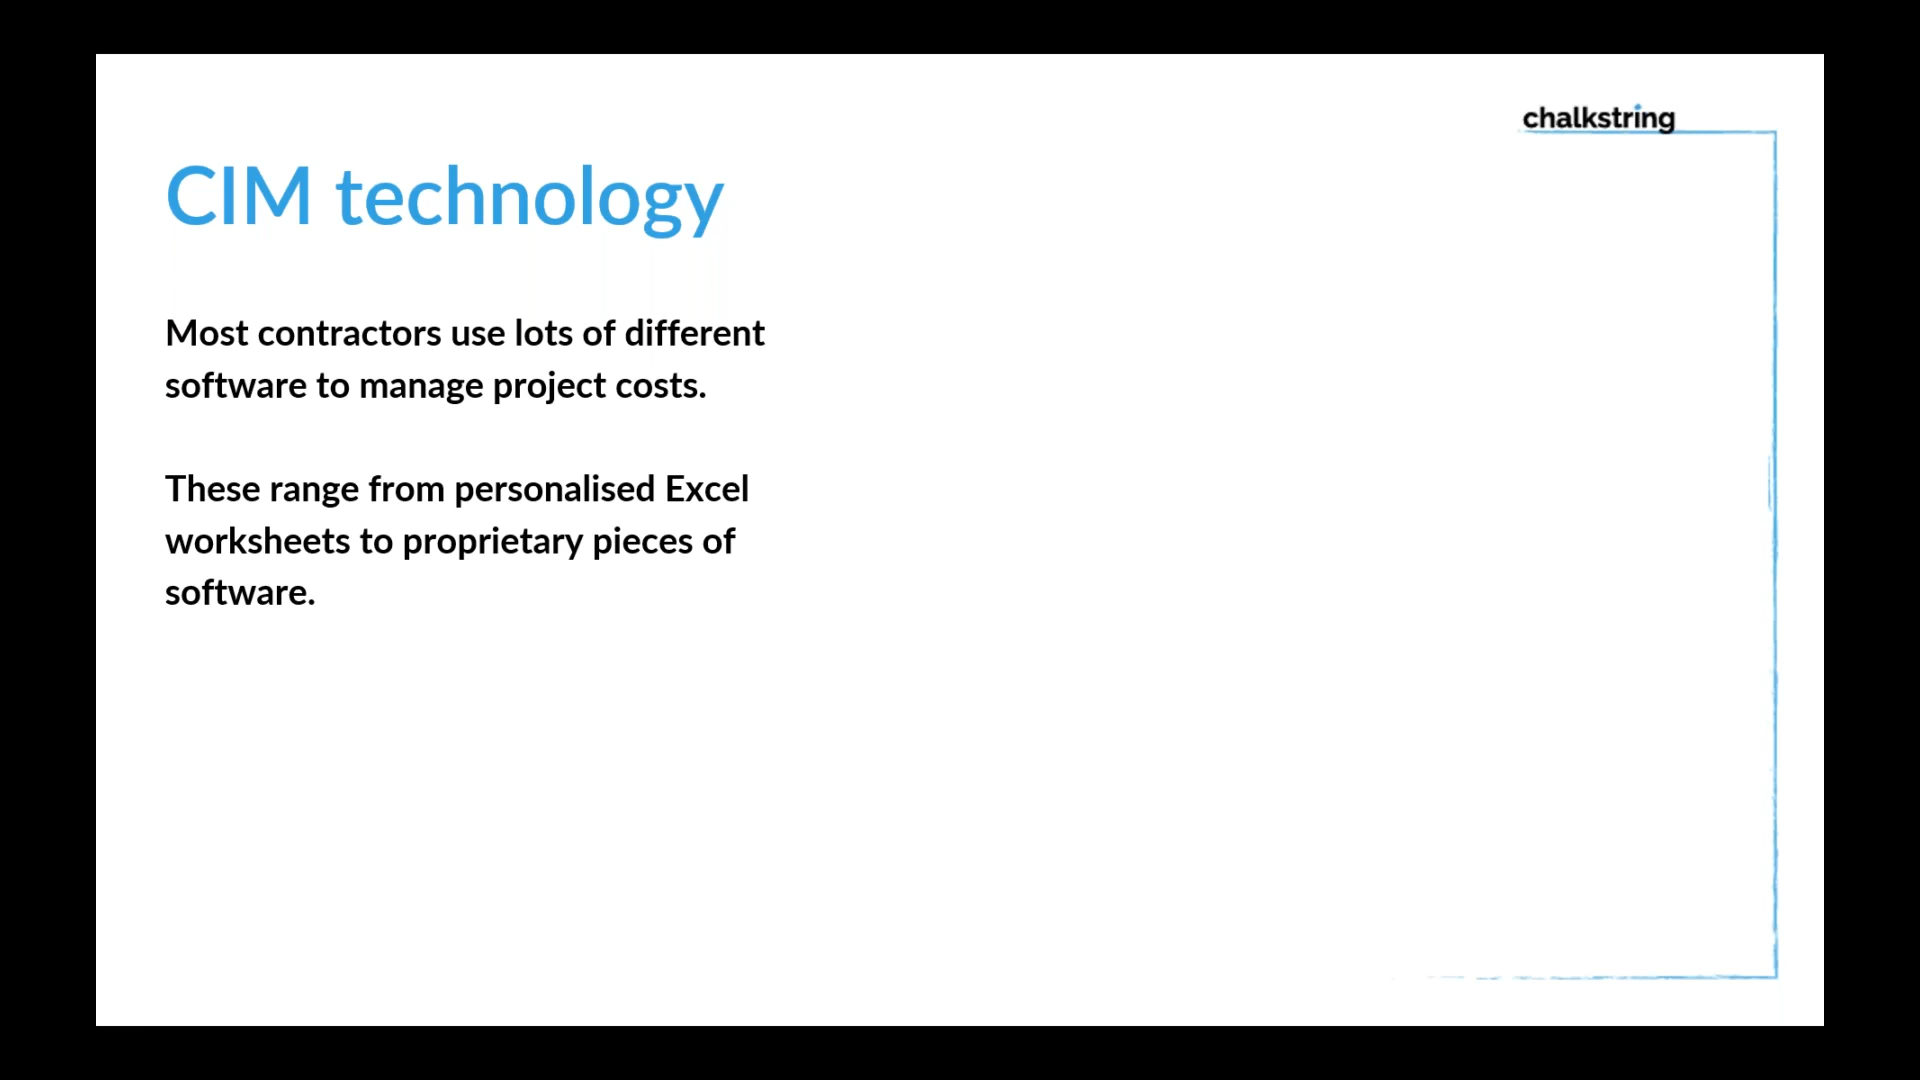 chalkstring
CIM technology
Most contractors use lots of different
software to manage project costs.
These range from personalised Excel
worksheets to proprietary pieces of
software.